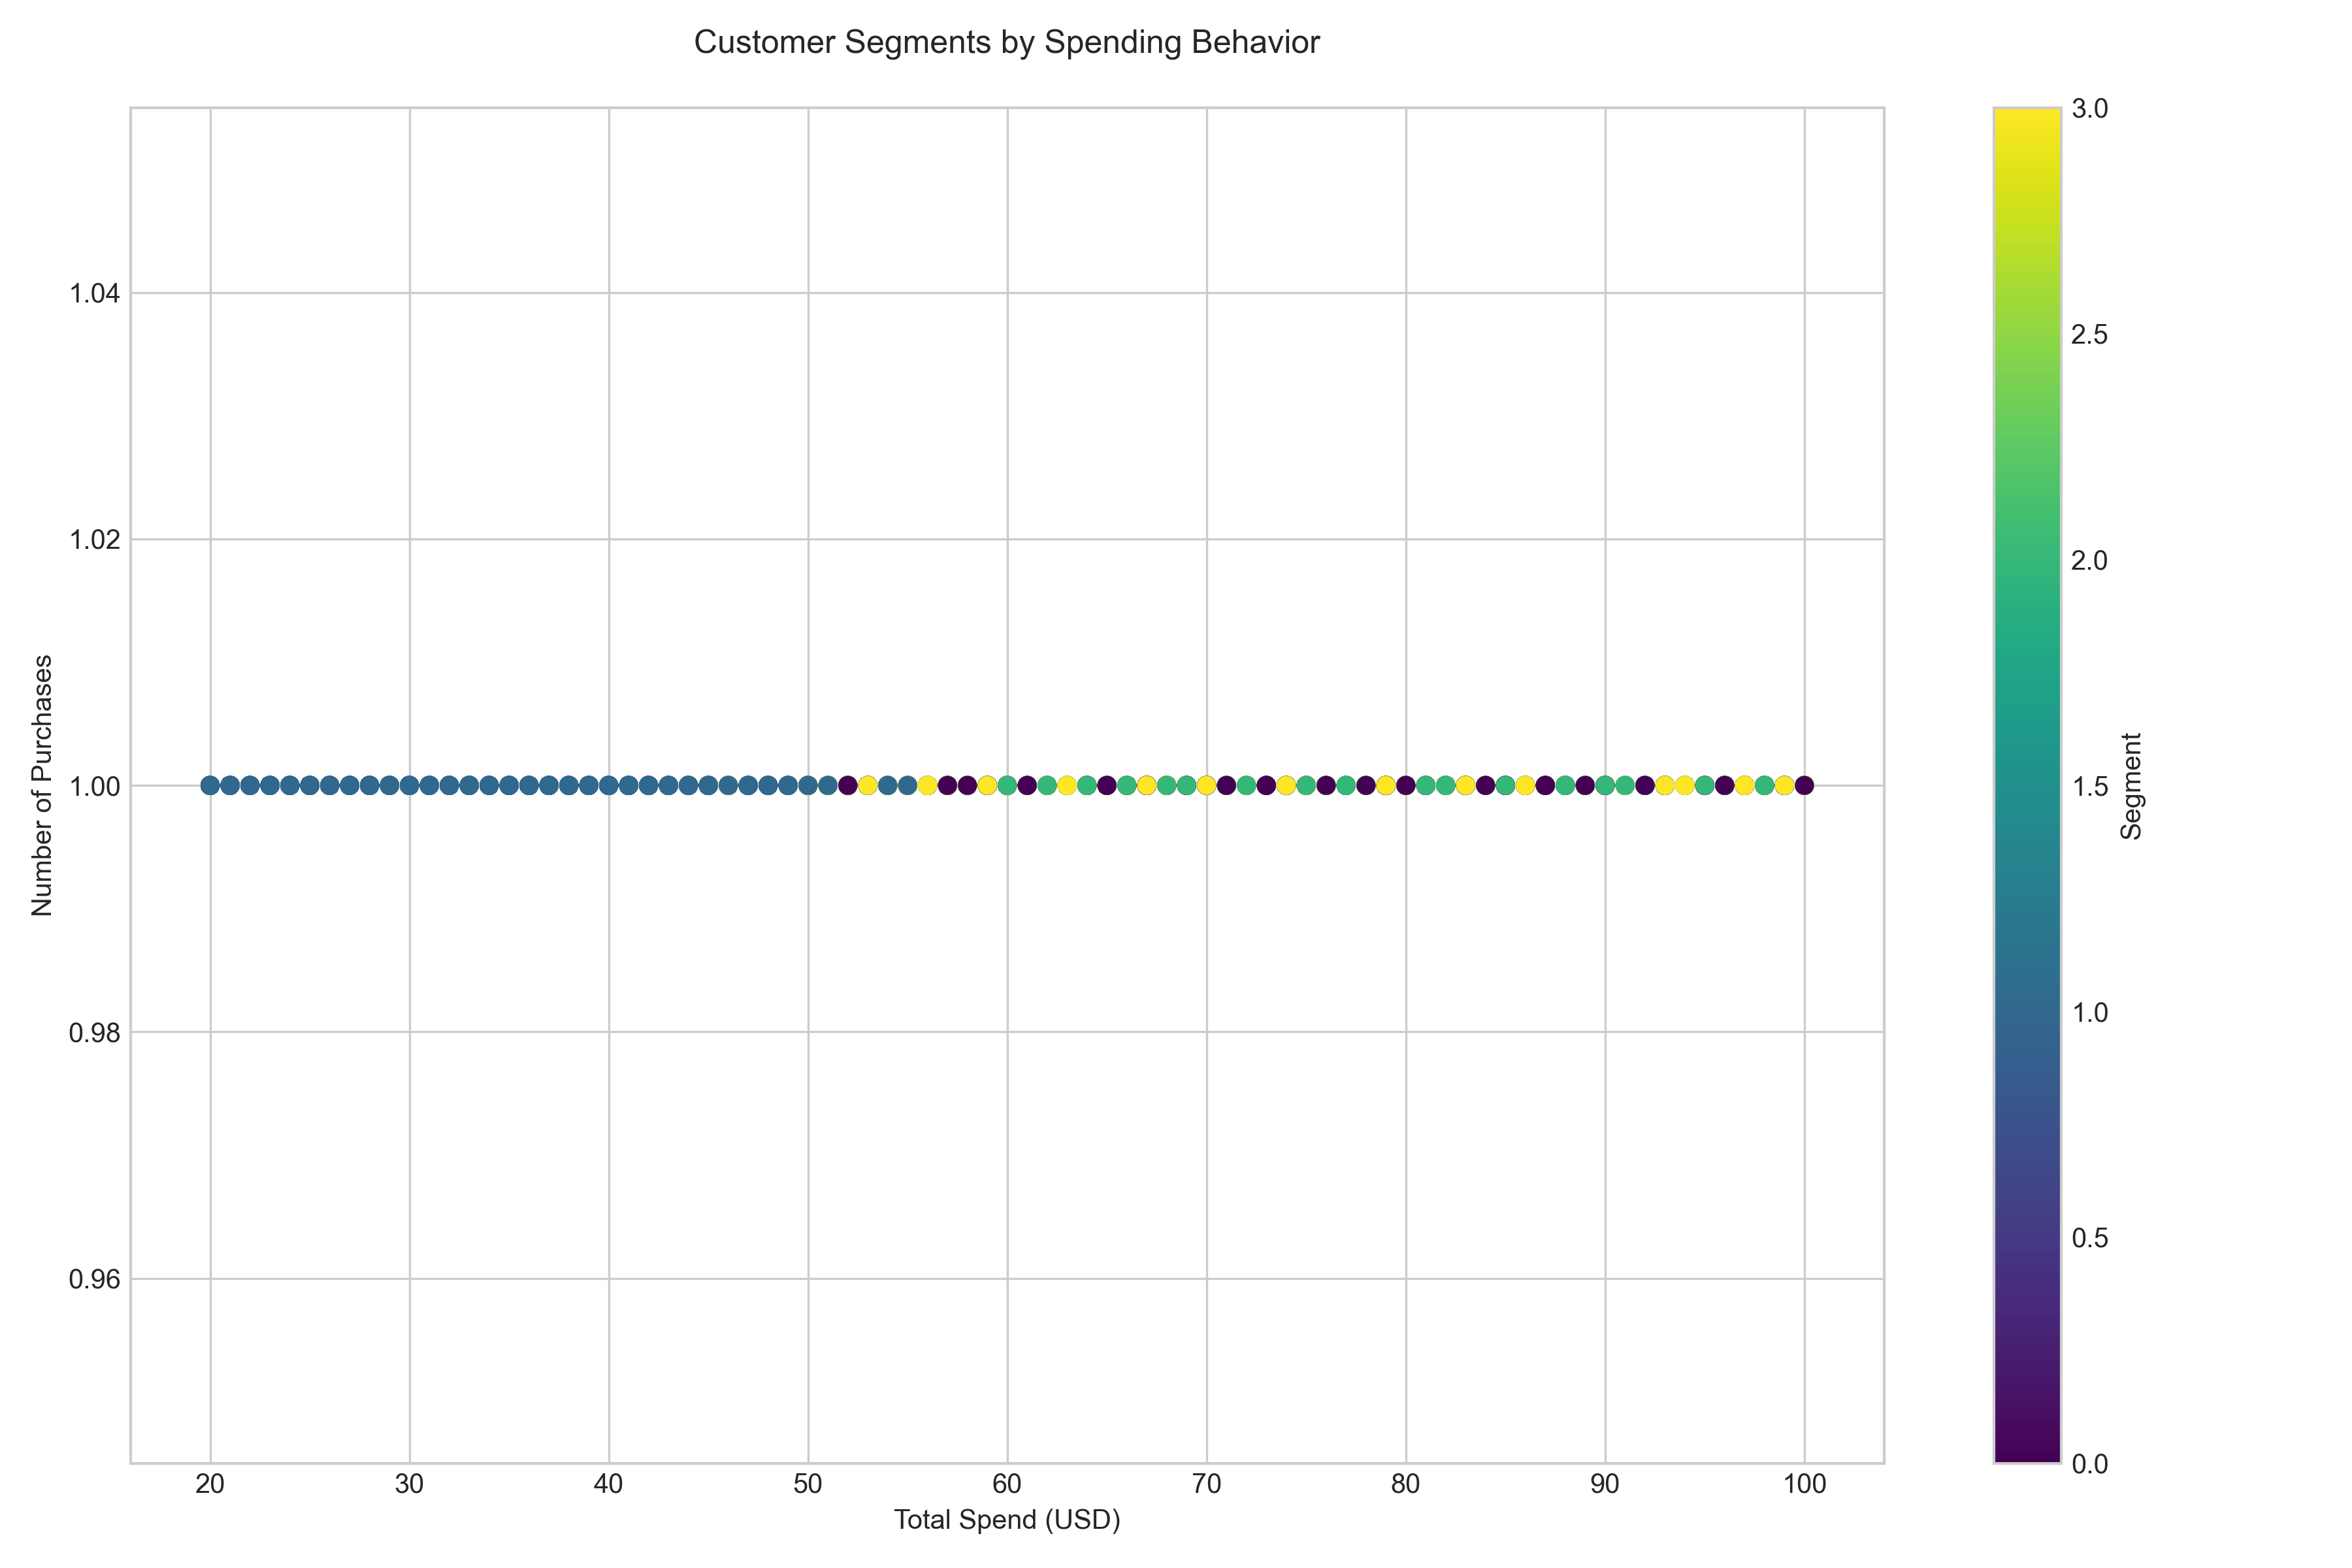 Customer Segments by Spending Behavior
1.04
1.02
1.00
0.98
0.96
Number of Purchases
20 30 40 50 60 70 80 90 100
Total Spend (USD)
3.0
2.5
2.0
1.5
1.0
0.5
0.0
Segment